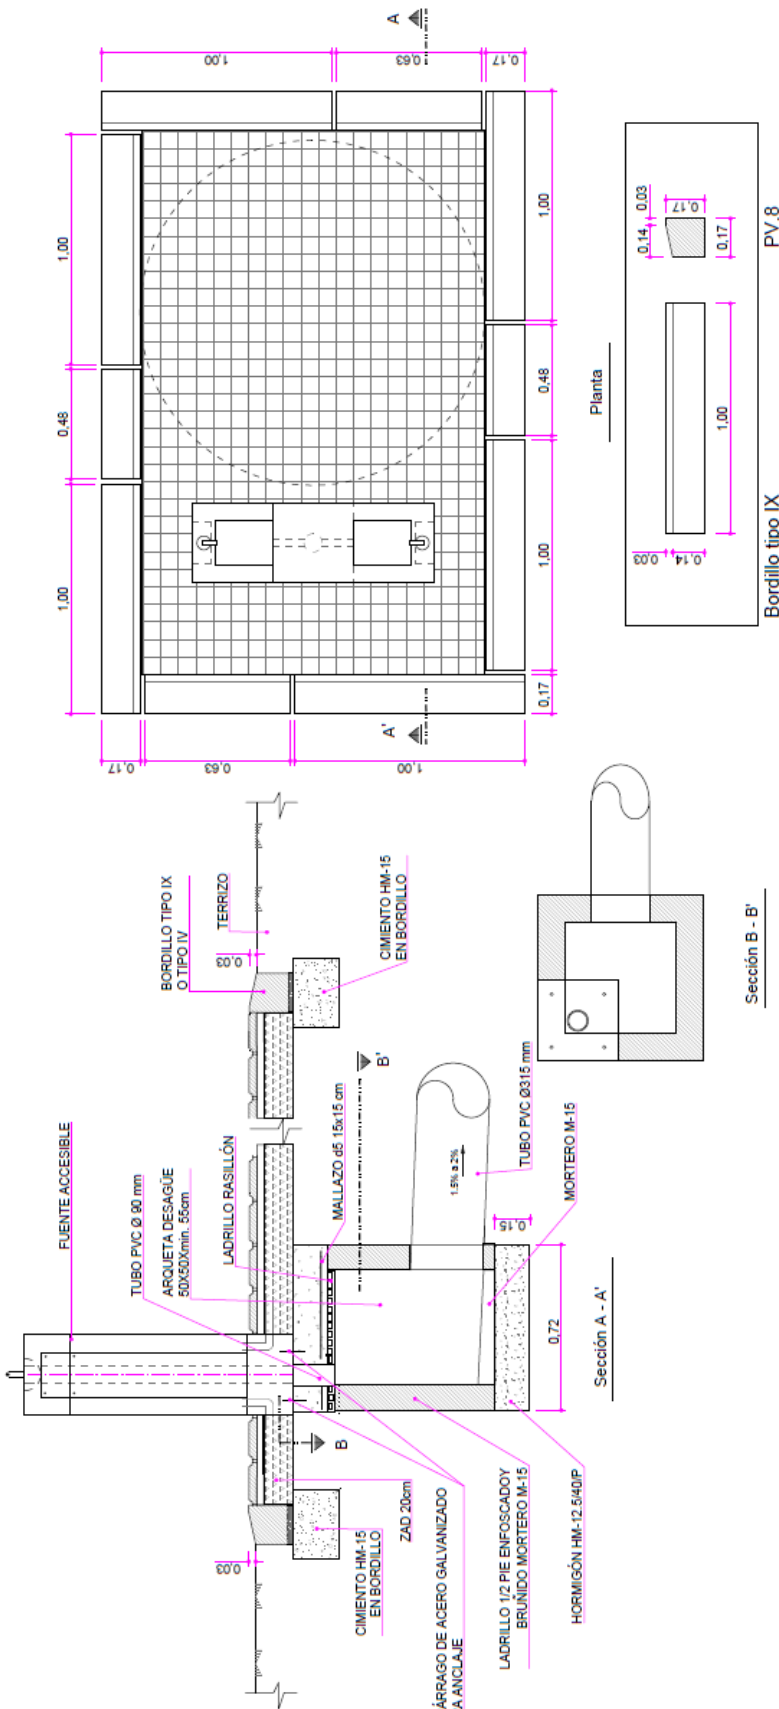 A
1,00
0,63
0,17
1,00
0,48
1,00
1,00
0,48
1,00
0,17
A'
0,17
0,63
1,00
Planta
0,03
0,14
0,17
0,17
1,00
0,03
0,14
Bordillo tipo IX
PV.8
BORDILLO TIPO IX
O TIPO IV
TERRIZO
0,03
CIMIENTO HM-15
EN BORDILLO
FUENTE ACCESIBLE
TUBO PVC Ø 90 mm
ARQUETA DESAGÜE
50X50Xmin. 55cm
LADRILLO RASILLÓN
MALLAZO d5 15x15 cm
B'
1.5% a 2%
TUBO PVC Ø315 mm
MORTERO M-15
0,15
0,72
Sección A - A'
Sección B - B'
0,03
B
CIMIENTO HM-15
EN BORDILLO
ZAD 20cm
ÁRRAGO DE ACERO GALVANIZADO
A ANCLAJE
LADRILLO 1/2 PIE ENFOSCADOY
BRUÑIDO MORTERO M-15
HORMIGÓN HM-12.5/40/P